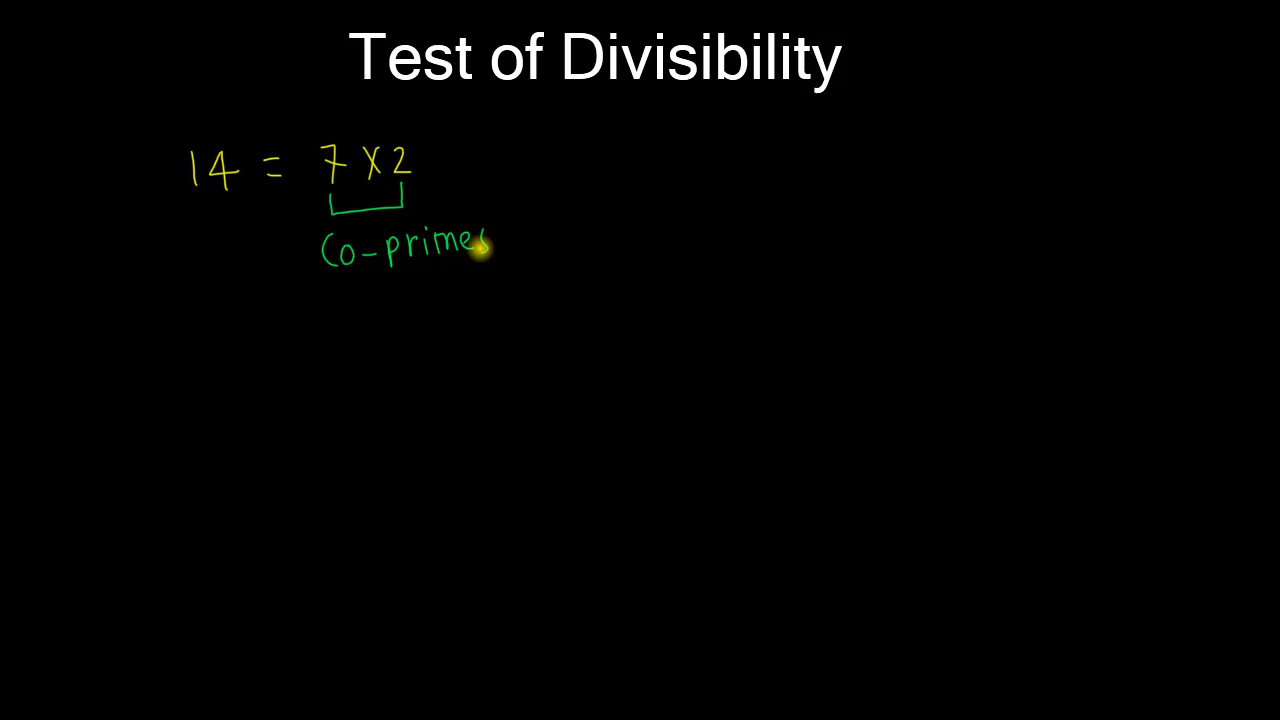 Test of Divisibility
14 = 7 X 2
Co-primes